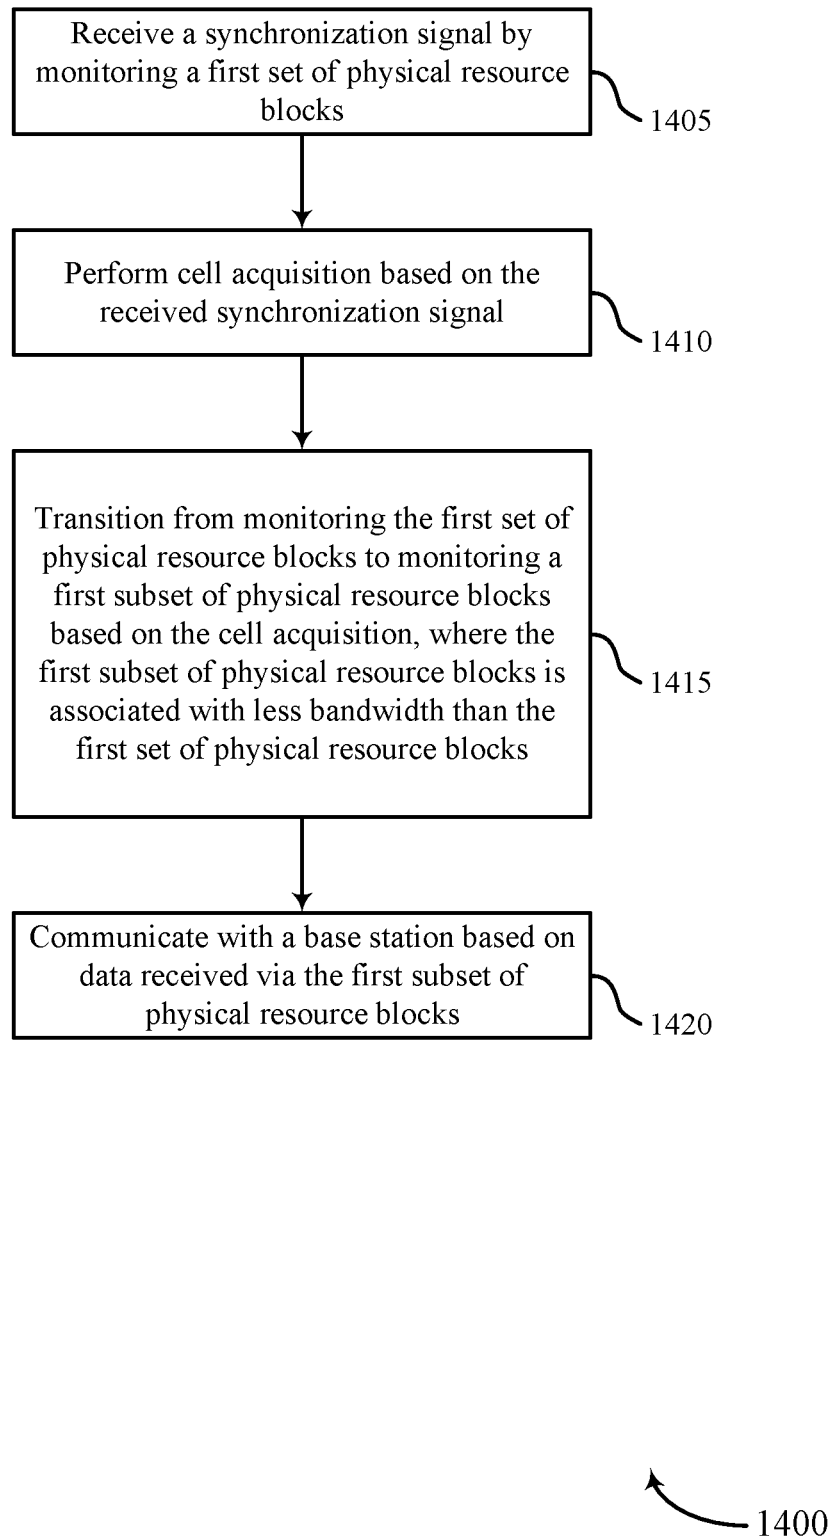 Receive a synchronization signal by
monitoring a first set of physical resource
blocks
1405
Perform cell acquisition based on the
received synchronization signal
1410
Transition from monitoring the first set of
physical resource blocks to monitoring a
first subset of physical resource blocks
based on the cell acquisition, where the
first subset of physical resource blocks is
associated with less bandwidth than the
first set of physical resource blocks
1415
Communicate with a base station based on
data received via the first subset of
physical resource blocks
1420
1400